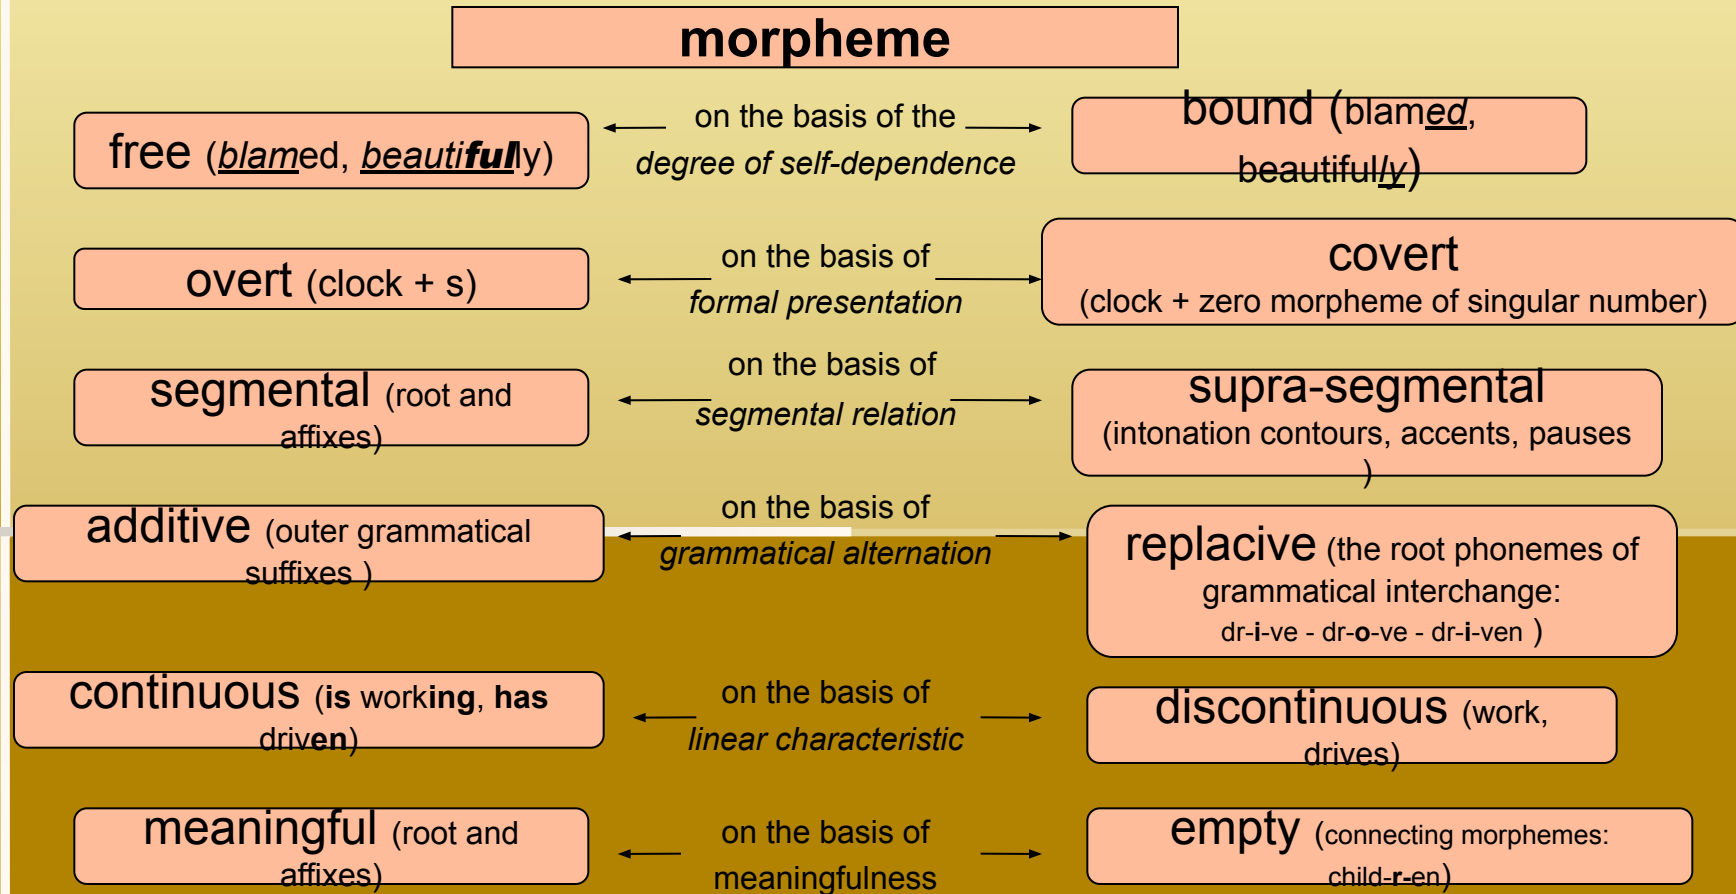 morpheme
free (blamed, beautifully)
on the basis of the
degree of self-dependence
bound (blamed,
beautifully)
overt (clock + s)
on the basis of
formal presentation
covert
(clock + zero morpheme of singular number)
segmental (root and
affixes)
on the basis of
segmental relation
supra-segmental
(intonation contours, accents, pauses
)
additive (outer grammatical
suffixes )
on the basis of
grammatical alternation
replacive (the root phonemes of
grammatical interchange:
dr-i-ve - dr-o-ve - dr-i-ven )
continuous (is working, has
driven)
on the basis of
linear characteristic
discontinuous (work,
drives)
meaningful (root and
affixes)
on the basis of
meaningfulness
empty (connecting morphemes:
child-r-en)